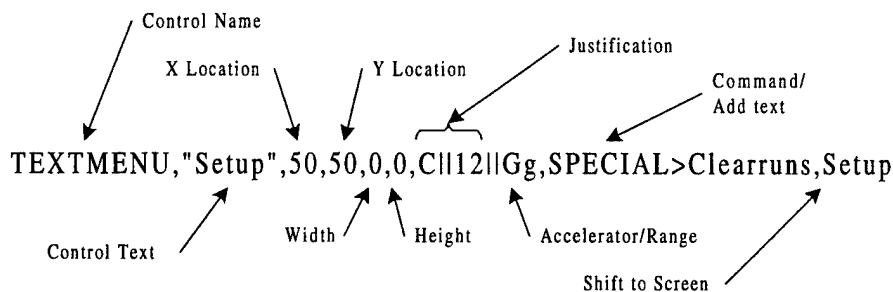 Control Name
Justification
X Location
Y Location
Command/
Add text
TEXTMENU,"Setup",50,50,0,0,C||12||Gg,SPECIAL>Clearruns,Setup
Control Text
Width
Height
Accelerator/Range
Shift to Screen